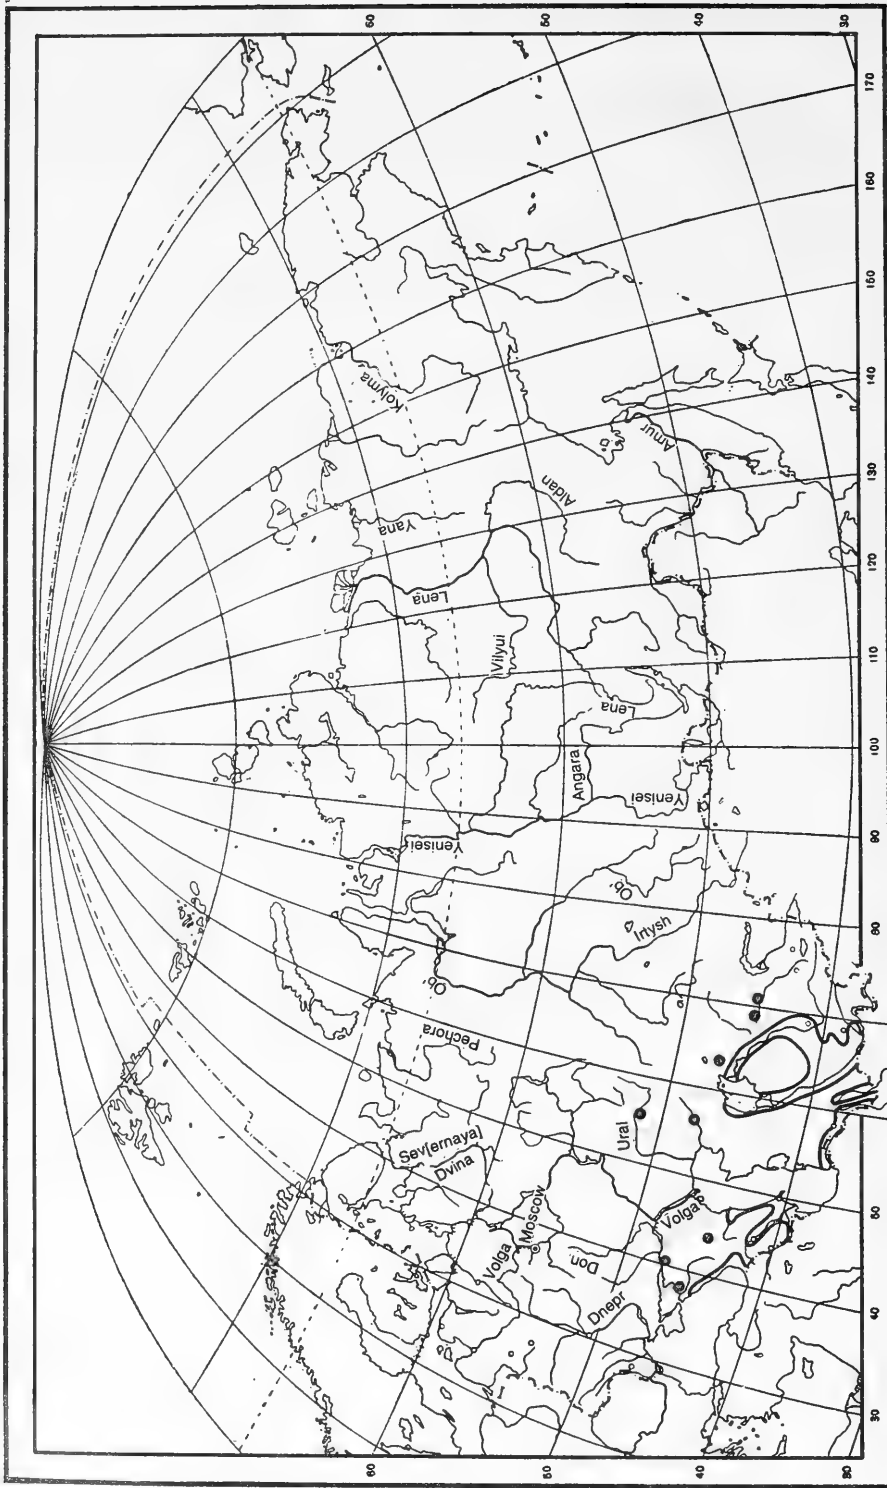 60
50
40
30
170
160
150
140
130
120
110
100
90
80
50
40
30
60
50
40
30
Kolyma
Yana
Lena
Vilyui
Aldan
Amur
Lena
Angara
Yenisei
Yenisei
Ob'
Ob'
Irtysh
Pechora
Sev[ernaya]
Dvina
Ural
Volga
Moscow
Volga
Don
Dnepr